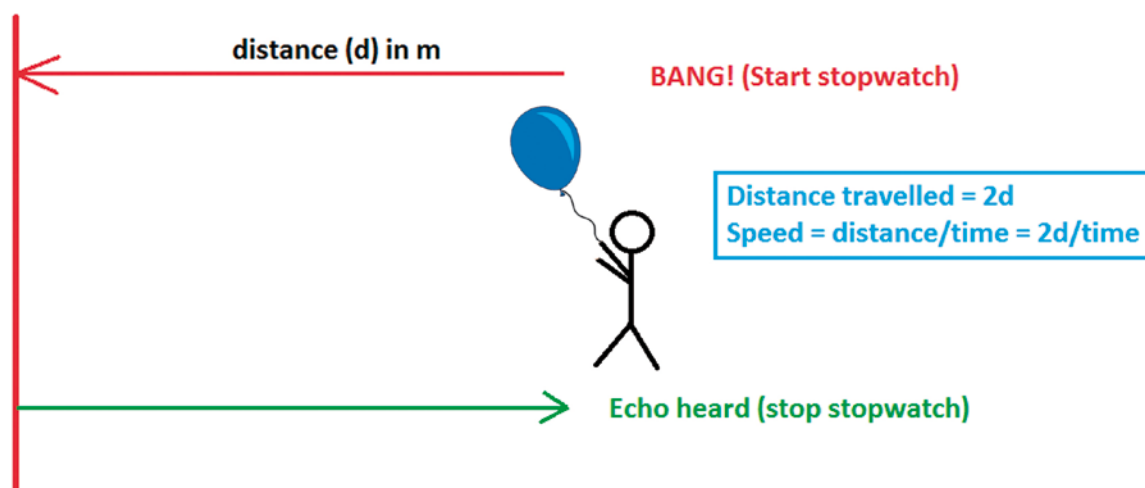 distance (d) in m
BANG! (Start stopwatch)
Distance travelled = 2d
Speed = distance/time = 2d/time
Echo heard (stop stopwatch)